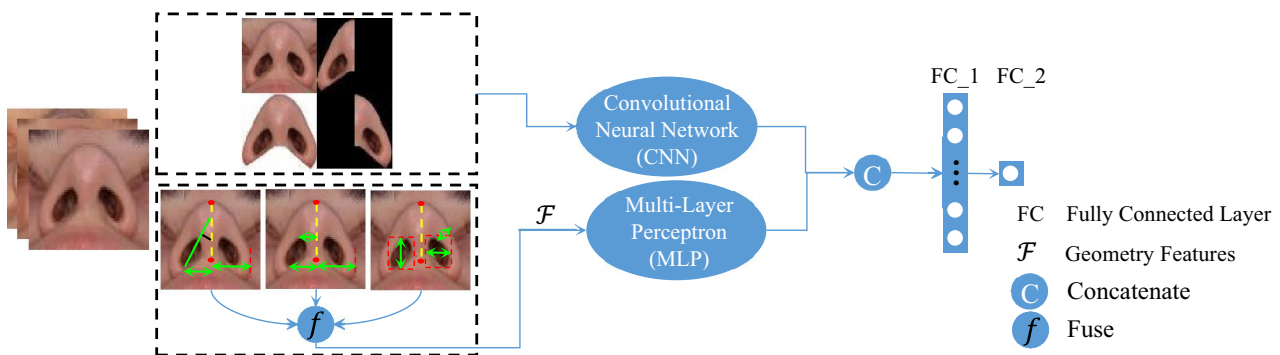 FC_1
FC_2
Convolutional
Neural Network
(CNN)
C
ℱ
Multi-Layer
Perceptron
(MLP)
f
FC Fully Connected Layer
ℱ Geometry Features
C Concatenate
f Fuse